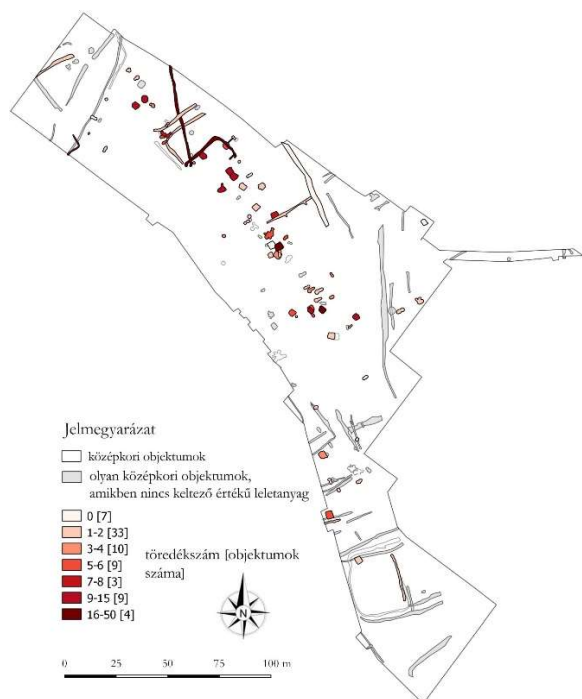 Jelmegyarázat
középkori objektumok
olyan középkori objektumok,
amikben nincs keltező értékű leletanyag
0 [7]
1-2 [33]
3-4 [10]
5-6 [9]
7-8 [3]
9-15 [9]
16-50 [4]
töredékszám [objektumok
száma]
N
0 25 50 75 100 m